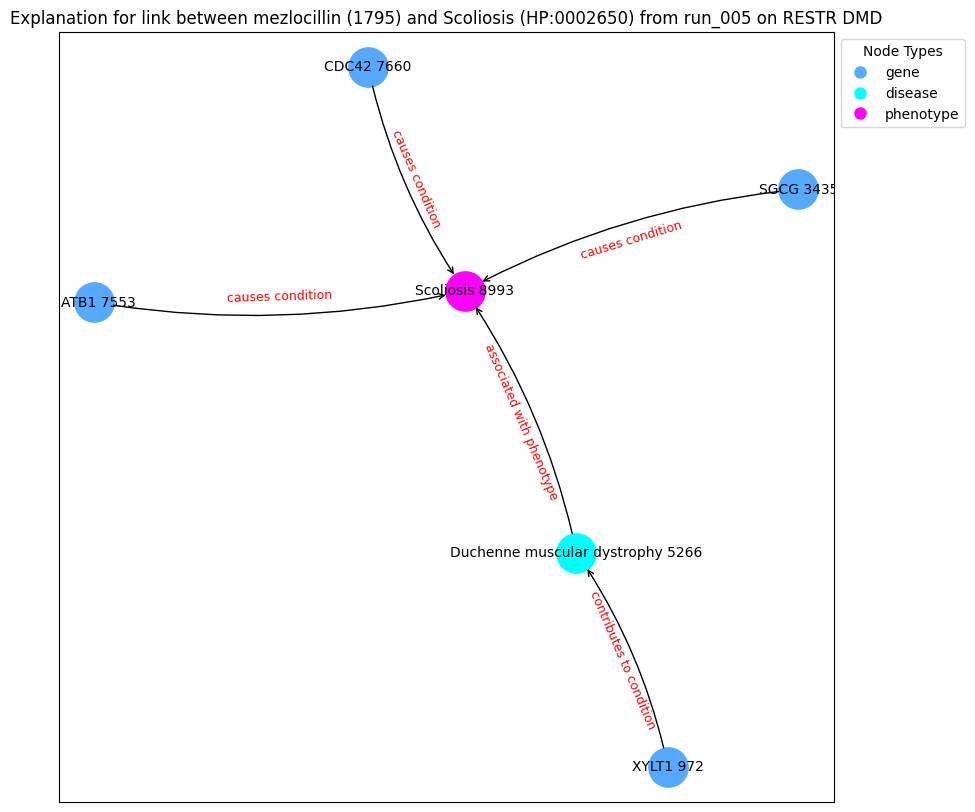 Explanation for link between mezlocillin (1795) and Scoliosis (HP:0002650) from run_005 on RESTR DMD
Node Types
gene
disease
phenotype
CDC42 7660
causes condition
SGCG 3435
causes condition
Scoliosis 8993
causes condition
ATB1 7553
associated with phenotype
Duchenne muscular dystrophy 5266
contributes to condition
XYLT1 972